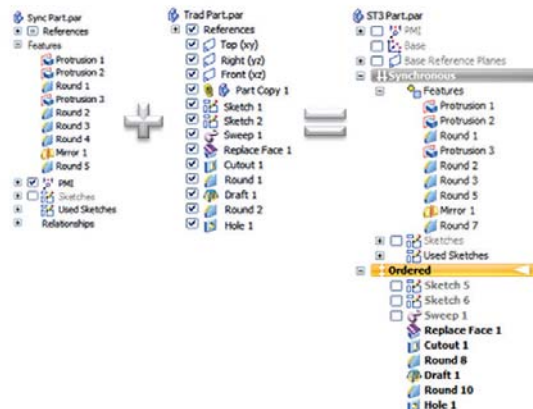 Sync Part.par
References
Features
Protrusion 1
Protrusion 2
Round 1
Protrusion 3
Round 2
Round 3
Round 4
Mirror 1
Round 5
PMI
Sketches
Used Sketches
Relationships
Trad Part.par
References
Top (xy)
Right (yz)
Front (xz)
Part Copy 1
Sketch 1
Sketch 2
Sweep 1
Replace Face 1
Cutout 1
Round 1
Draft 1
Round 2
Hole 1
ST3 Part.par
PMI
Base
Base Reference Planes
Synchronous
Features
Protrusion 1
Protrusion 2
Round 1
Protrusion 3
Round 2
Round 3
Round 5
Mirror 1
Round 7
Sketches
Used Sketches
Ordered
Sketch 5
Sketch 6
Sweep 1
Replace Face 1
Cutout 1
Round 8
Draft 1
Round 10
Hole 1